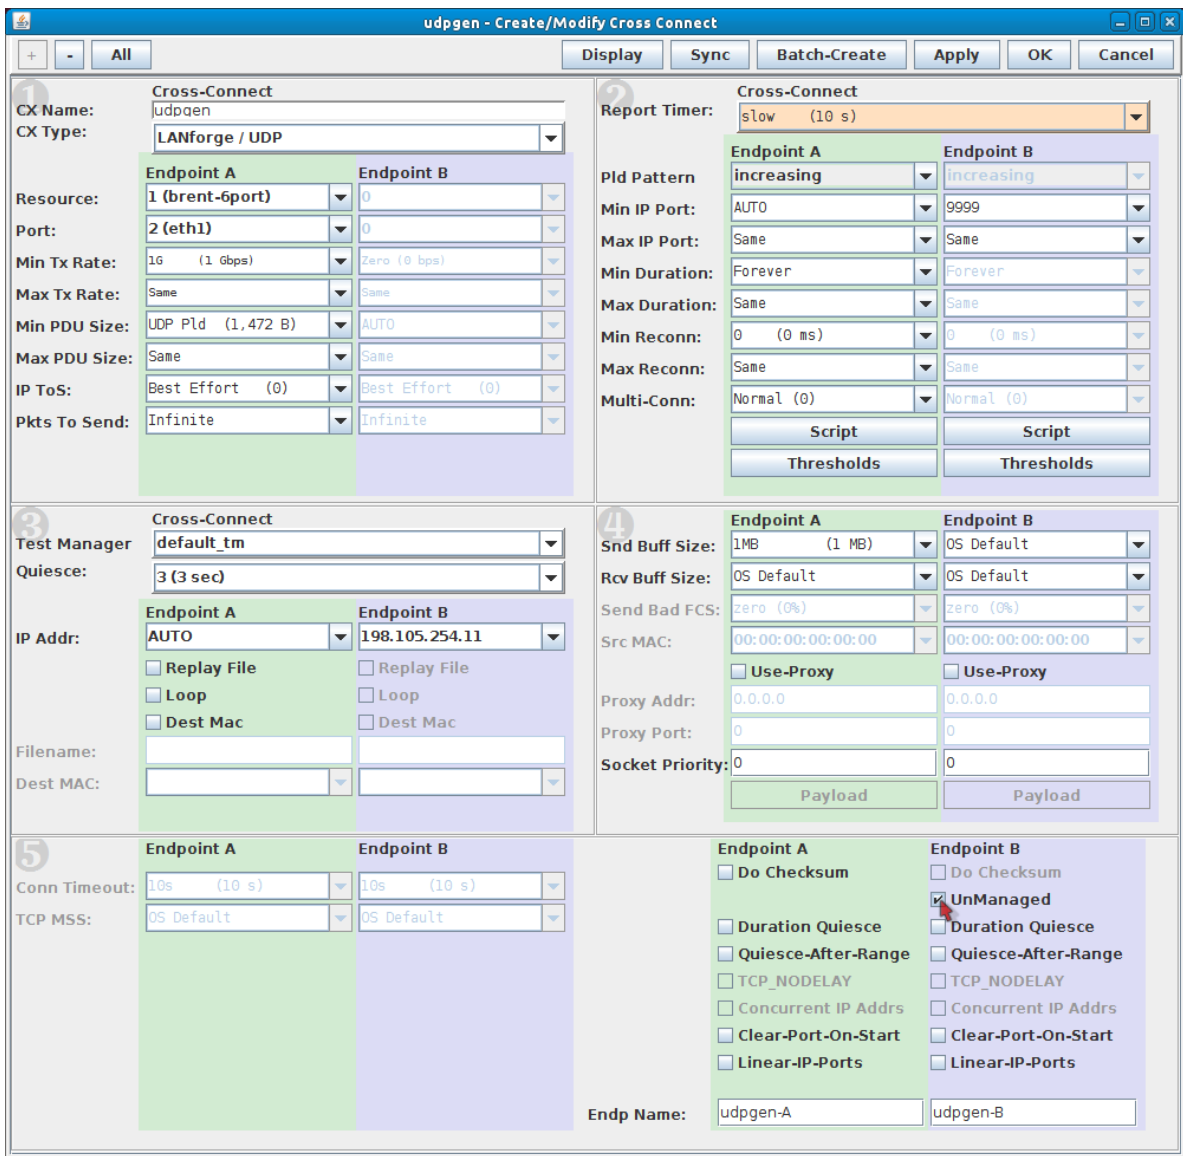 udpgen - Create/Modify Cross Connect
+ - All Display Sync Batch-Create Apply OK Cancel
1
Cross-Connect
CX Name: udpgen
CX Type: LANforge / UDP
Endpoint A Endpoint B
Resource: 1 (brent-6port) 0
Port: 2 (eth1) 0
Min Tx Rate: 1G (1 Gbps) Zero (0 bps)
Max Tx Rate: Same Same
Min PDU Size: UDP Pld (1,472 B) AUTO
Max PDU Size: Same Same
IP ToS: Best Effort (0) Best Effort (0)
Pkts To Send: Infinite Infinite
2
Cross-Connect
Report Timer: slow (10 s)
Endpoint A Endpoint B
Pld Pattern increasing increasing
Min IP Port: AUTO 9999
Max IP Port: Same Same
Min Duration: Forever Forever
Max Duration: Same Same
Min Reconn: 0 (0 ms) 0 (0 ms)
Max Reconn: Same Same
Multi-Conn: Normal (0) Normal (0)
Script Script
Thresholds Thresholds
3
Cross-Connect
Test Manager default_tm
Quiesce: 3 (3 sec)
Endpoint A Endpoint B
IP Addr: AUTO 198.105.254.11
Replay File Replay File
Loop Loop
Dest Mac Dest Mac
Filename:
Dest MAC:
4
Endpoint A Endpoint B
Snd Buff Size: 1MB (1 MB) OS Default
Rcv Buff Size: OS Default OS Default
Send Bad FCS: zero (0%) zero (0%)
Src MAC: 00:00:00:00:00:00 00:00:00:00:00:00
Use-Proxy Use-Proxy
Proxy Addr: 0.0.0.0 0.0.0.0
Proxy Port: 0 0
Socket Priority: 0 0
Payload Payload
5
Endpoint A Endpoint B
Conn Timeout: 10s (10 s) 10s (10 s)
TCP MSS: OS Default OS Default
Endpoint A Endpoint B
Do Checksum Do Checksum
UnManaged
Duration Quiesce Duration Quiesce
Quiesce-After-Range Quiesce-After-Range
TCP_NODELAY TCP_NODELAY
Concurrent IP Addrs Concurrent IP Addrs
Clear-Port-On-Start Clear-Port-On-Start
Linear-IP-Ports Linear-IP-Ports
Endp Name: udpgen-A udpgen-B